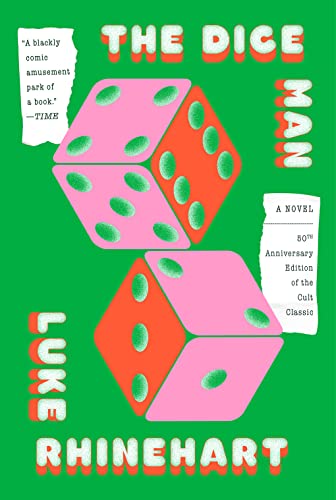 THE DICE
MAN
"A blackly
comic
amusement
park of
a book."
—TIME
A NOVEL
50TH
Anniversary
Edition
of the
Cult
Classic
LUKE
RHINEHART